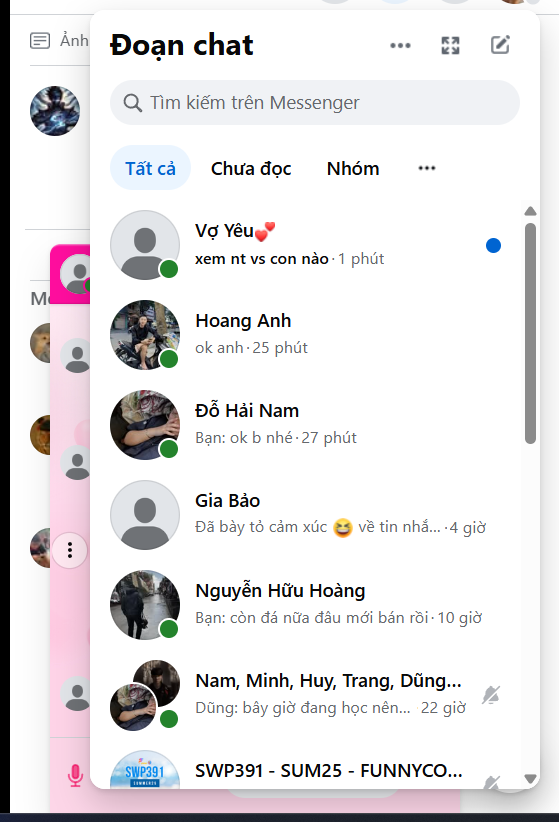 Ảnh
Đoạn chat
Tìm kiếm trên Messenger
Tất cả
Chưa đọc
Nhóm
Vợ Yêu💕
xem nt vs con nào · 1 phút
Hoang Anh
ok anh · 25 phút
Đỗ Hải Nam
Bạn: ok b nhé · 27 phút
Gia Bảo
Đã bày tỏ cảm xúc 😆 về tin nhắ... · 4 giờ
Nguyễn Hữu Hoàng
Bạn: còn đá nữa đâu mới bán rồi · 10 giờ
Nam, Minh, Huy, Trang, Dũng...
Dũng: bây giờ đang học nên... 22 giờ
SWP391 - SUM25 - FUNNYCO...
SWP391